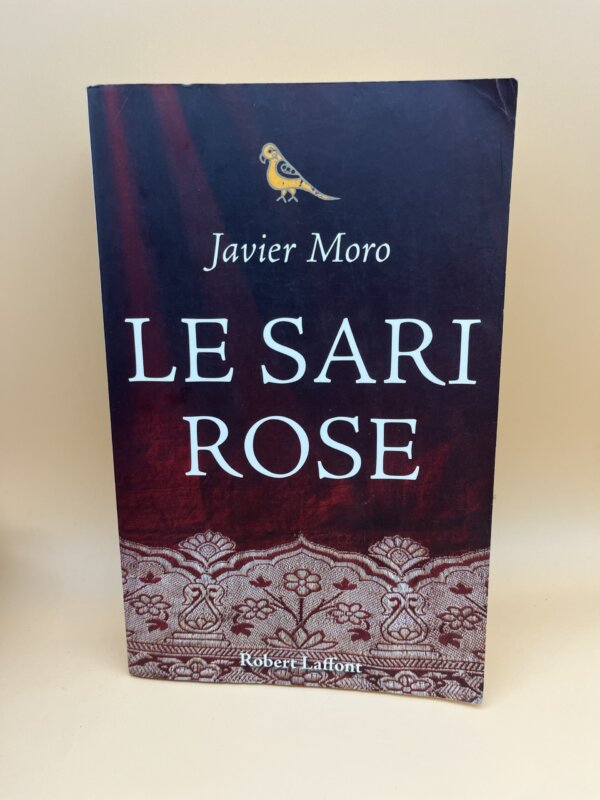 Javier Moro
LE SARI
ROSE
Robert Laffont